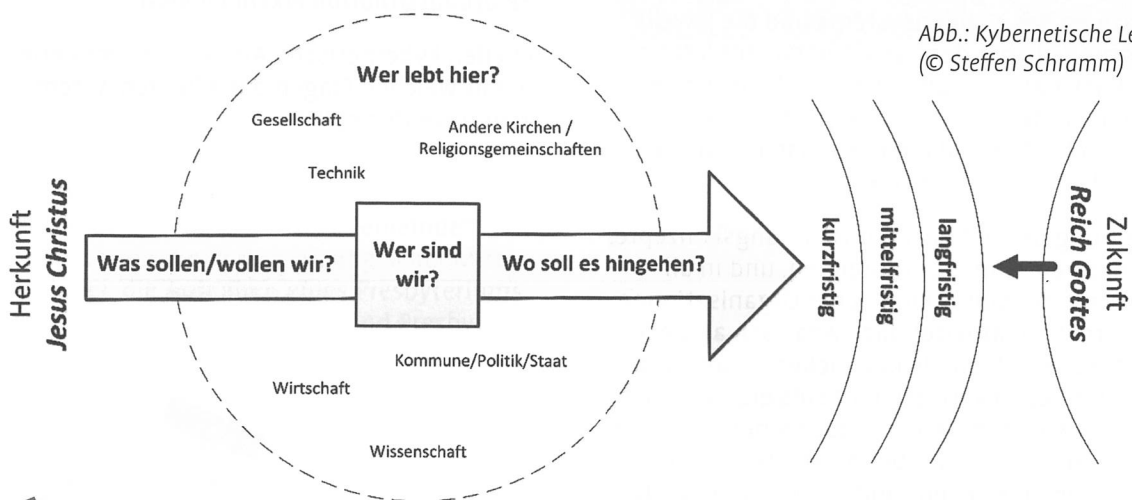 Abb.: Kybernetische
(© Steffen Schramm)
Wer lebt hier?
Gesellschaft
Andere Kirchen /
Religionsgemeinschaften
Technik
Herkunft
Jesus Christus
Was sollen/wollen wir?
Wer sind
wir?
Wo soll es hingehen?
kurzfristig
mittelfristig
langfristig
Reich Gottes
Zukunft
Kommune/Politik/Staat
Wirtschaft
Wissenschaft